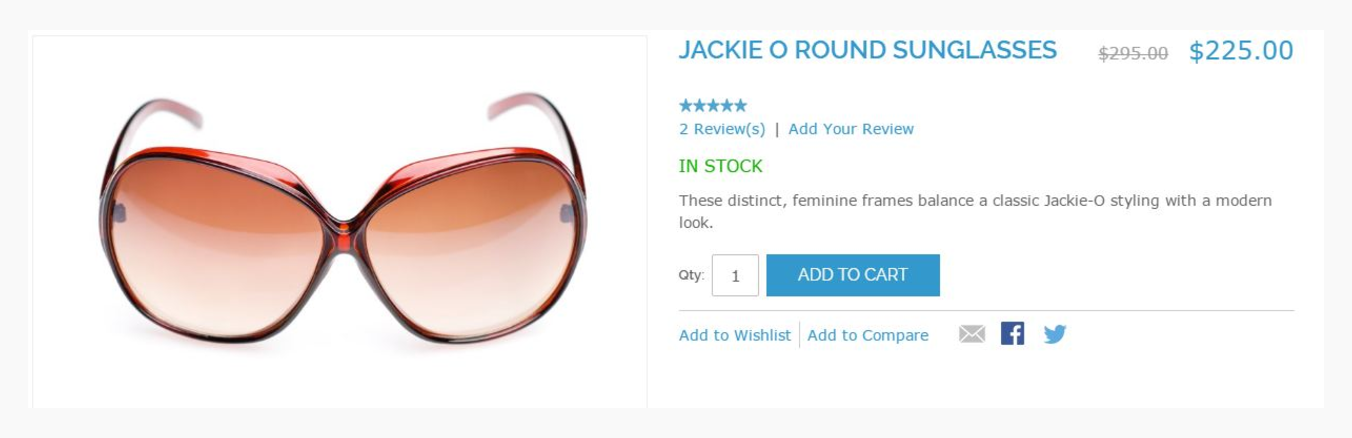 JACKIE O ROUND SUNGLASSES $295.00 $225.00
2 Review(s) | Add Your Review
IN STOCK
These distinct, feminine frames balance a classic Jackie-O styling with a modern
look.
Qty: 1 ADD TO CART
Add to Wishlist Add to Compare